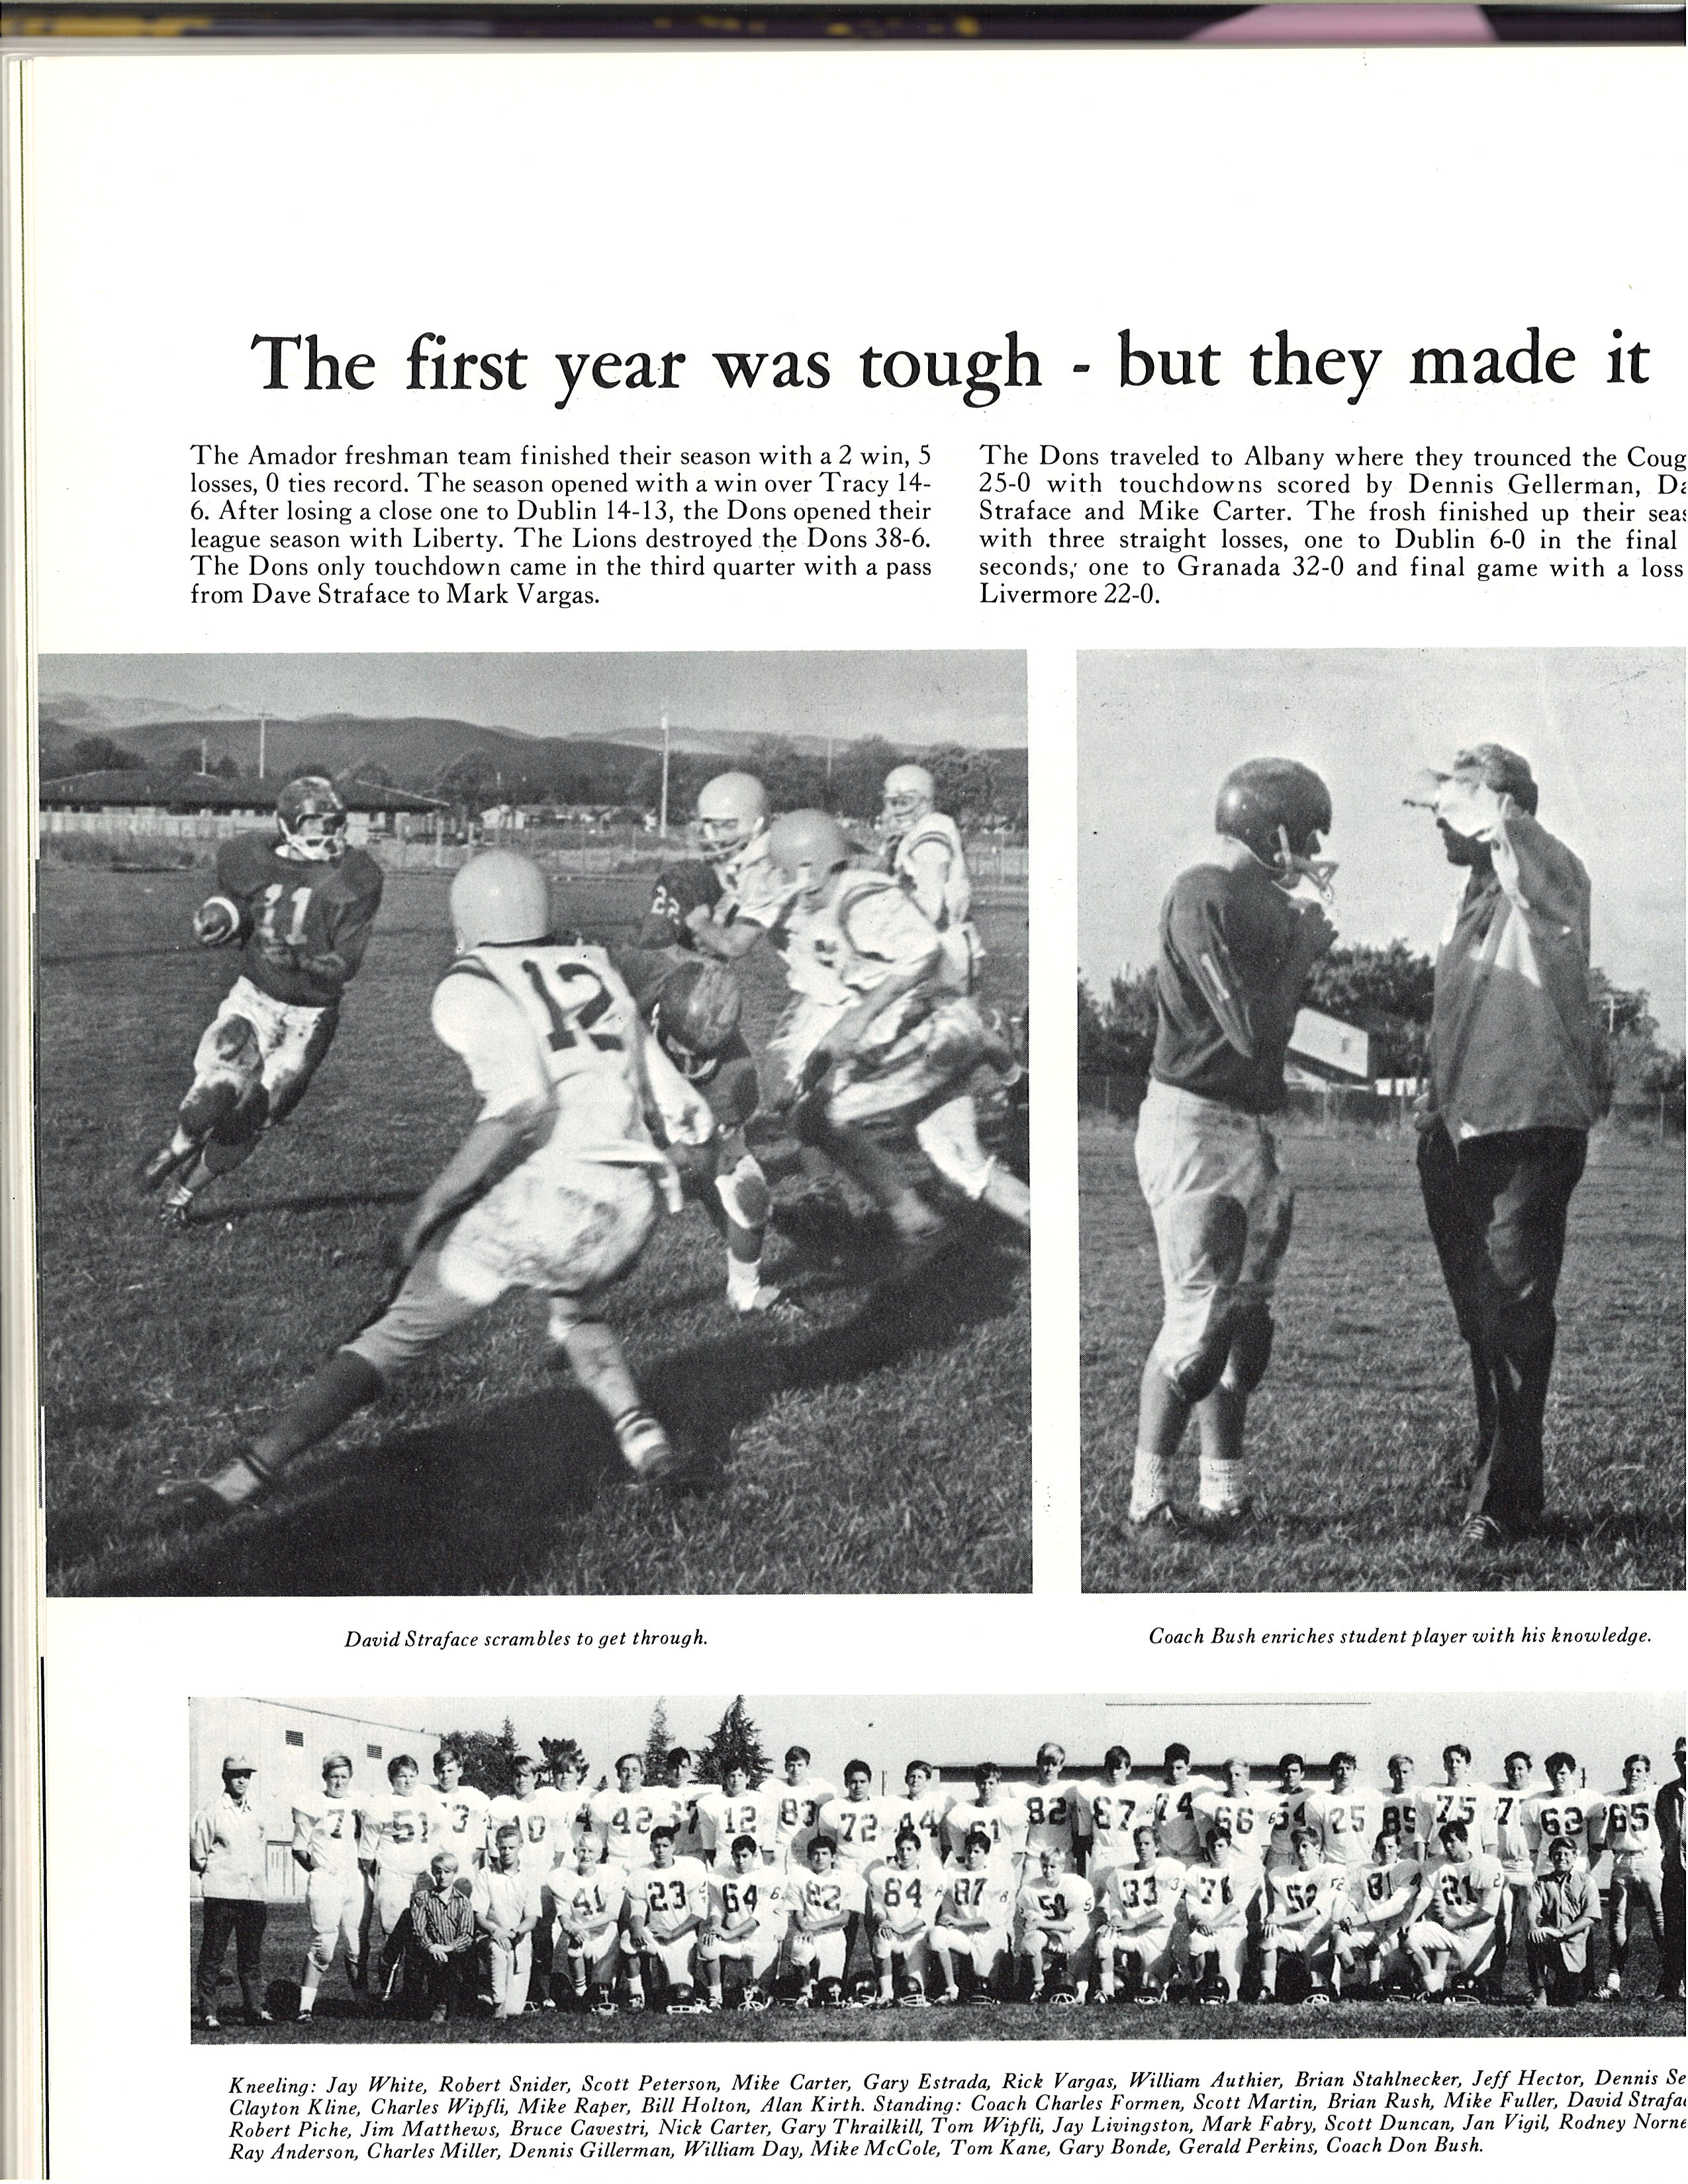 The first year was tough - but they made it
The Amador freshman team finished their season with a 2 win, 5
losses, 0 ties record. The season opened with a win over Tracy 14-
6. After losing a close one to Dublin 14-13, the Dons opened their
league season with Liberty. The Lions destroyed the Dons 38-6.
The Dons only touchdown came in the third quarter with a pass
from Dave Straface to Mark Vargas.
The Dons traveled to Albany where they trounced the Coug
25-0 with touchdowns scored by Dennis Gellerman, Da
Straface and Mike Carter. The frosh finished up their seas
with three straight losses, one to Dublin 6-0 in the final
seconds, one to Granada 32-0 and final game with a loss
Livermore 22-0.
11
22
12
David Straface scrambles to get through.
Coach Bush enriches student player with his knowledge.
71 51 3 10 4 42 67 12 83 72 44 61 82 67 74 66 64 25 89 75 7 62 65
41 23 64 82 84 87 50 33 71 52 81 21
Kneeling: Jay White, Robert Snider, Scott Peterson, Mike Carter, Gary Estrada, Rick Vargas, William Authier, Brian Stahlnecker, Jeff Hector, Dennis Se
Clayton Kline, Charles Wipfli, Mike Raper, Bill Holton, Alan Kirth. Standing: Coach Charles Formen, Scott Martin, Brian Rush, Mike Fuller, David Strafac
Robert Piche, Jim Matthews, Bruce Cavestri, Nick Carter, Gary Thrailkill, Tom Wipfli, Jay Livingston, Mark Fabry, Scott Duncan, Jan Vigil, Rodney Norne
Ray Anderson, Charles Miller, Dennis Gillerman, William Day, Mike McCole, Tom Kane, Gary Bonde, Gerald Perkins, Coach Don Bush.